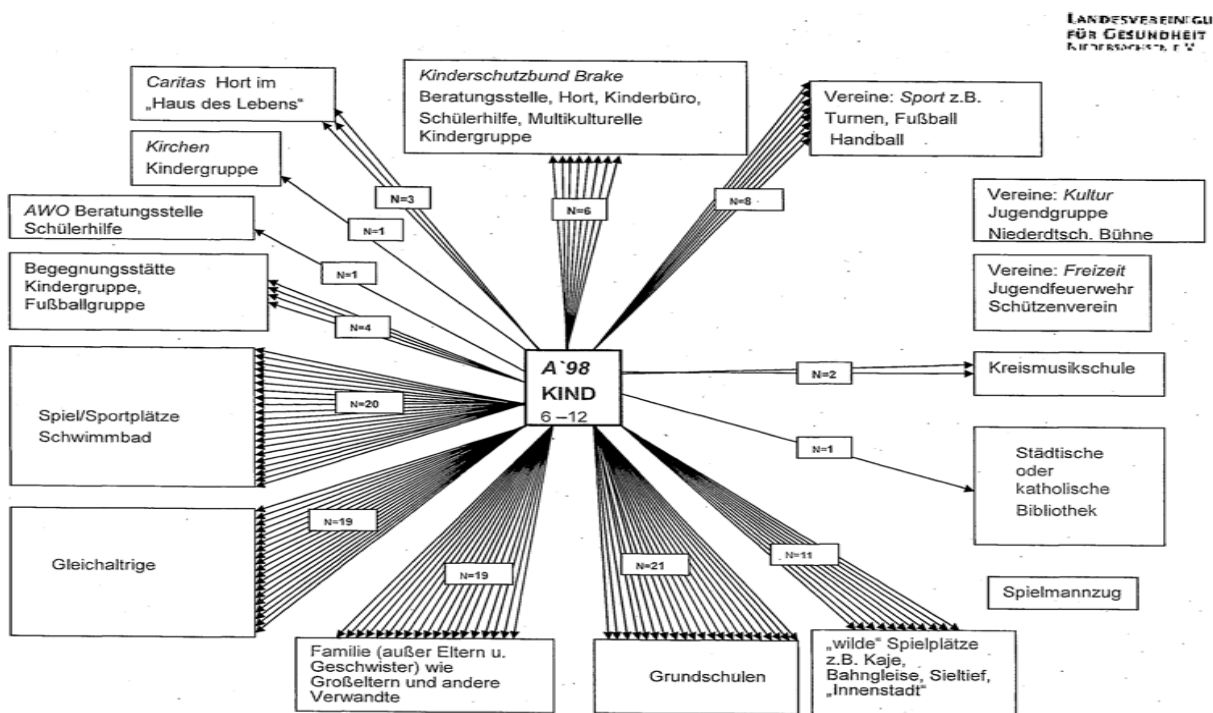 LANDESVEREINIGU
FÜR GESUNDHEIT
NIEDERSACHSEN E.V.
Caritas Hort im
„Haus des Lebens“
Kinderschutzbund Brake
Beratungsstelle, Hort, Kinderbüro,
Schülerhilfe, Multikulturelle
Kindergruppe
Vereine: Sport z.B.
Turnen, Fußball
Handball
Kirchen
Kindergruppe
N=3
N=6
N=8
Vereine: Kultur
Jugendgruppe
Niederdtsch. Bühne
AWO Beratungsstelle
Schülerhilfe
N=1
N=1
Begegnungsstätte
Kindergruppe,
Fußballgruppe
N=4
Vereine: Freizeit
Jugendfeuerwehr
Schützenverein
A`98
KIND
6 –12
N=2
Kreismusikschule
Spiel/Sportplätze
Schwimmbad
N=20
N=1
Städtische
oder
katholische
Bibliothek
Gleichaltrige
N=19
N=19
N=21
N=11
Spielmannzug
Familie (außer Eltern u.
Geschwister) wie
Großeltern und andere
Verwandte
Grundschulen
„wilde“ Spielplätze
z.B. Kaje,
Bahngleise, Sieltief,
„Innenstadt“